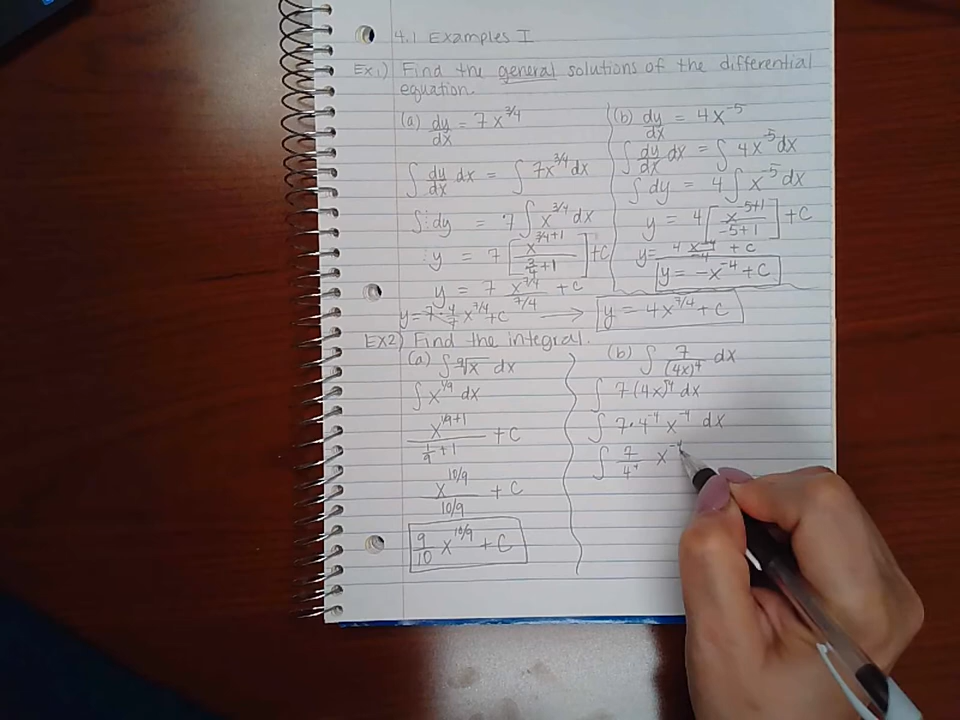 4.1 Examples I
Ex 1) Find the general solutions of the differential
equation.
(a) dy/dx = 7x^(3/4)
∫ dy/dx dx = ∫ 7x^(3/4) dx
∫ dy = 7 ∫ x^(3/4) dx
y = 7 [x^(3/4+1) / (3/4+1)] + C
y = 7 x^(7/4)/(7/4) + C
y = 7·4/7 x^(7/4) + C → y = 4x^(3/4) + C
(b) dy/dx = 4x^(-5)
∫ dy/dx dx = ∫ 4x^(-5) dx
∫ dy = 4 ∫ x^(-5) dx
y = 4 [x^(-5+1) / (-5+1)] + C
y = 4 x^(-4)/(-4) + C
y = -x^(-4) + C
EX2) Find the integral.
(a) ∫ ⁹√x dx
∫ x^(1/9) dx
x^(1/9+1) / (1/9+1) + C
x^(10/9) / (10/9) + C
9/10 x^(10/9) + C
(b) ∫ 7/(4x)^4 dx
∫ 7(4x)^(-4) dx
∫ 7·4^(-4) x^(-4) dx
∫ 7/4^4 x^(-4)